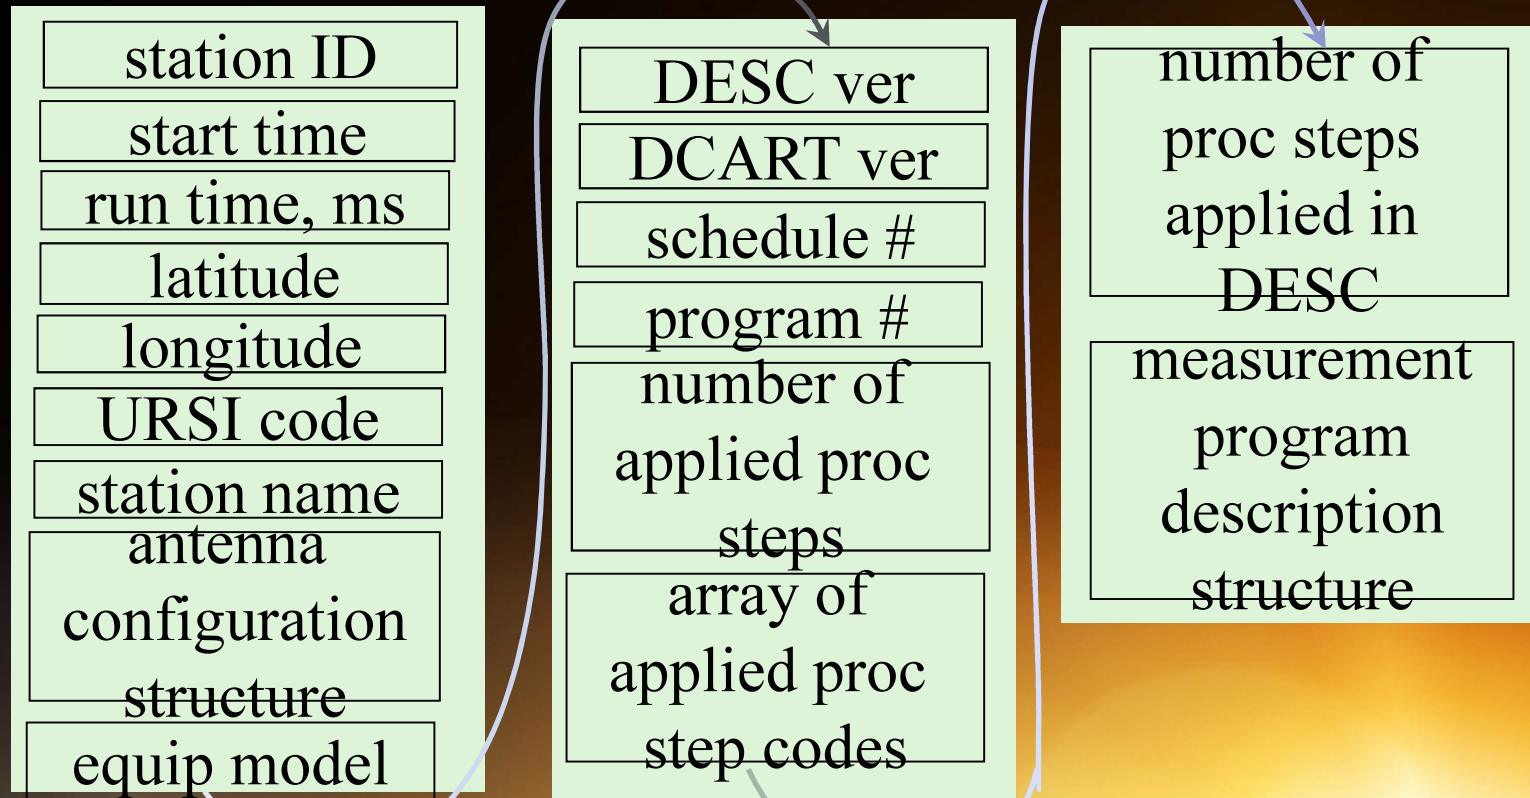 station ID
start time
run time, ms
latitude
longitude
URSI code
station name
antenna
configuration
structure
equip model
DESC ver
DCART ver
schedule #
program #
number of
applied proc
steps
array of
applied proc
step codes
number of
proc steps
applied in
DESC
measurement
program
description
structure